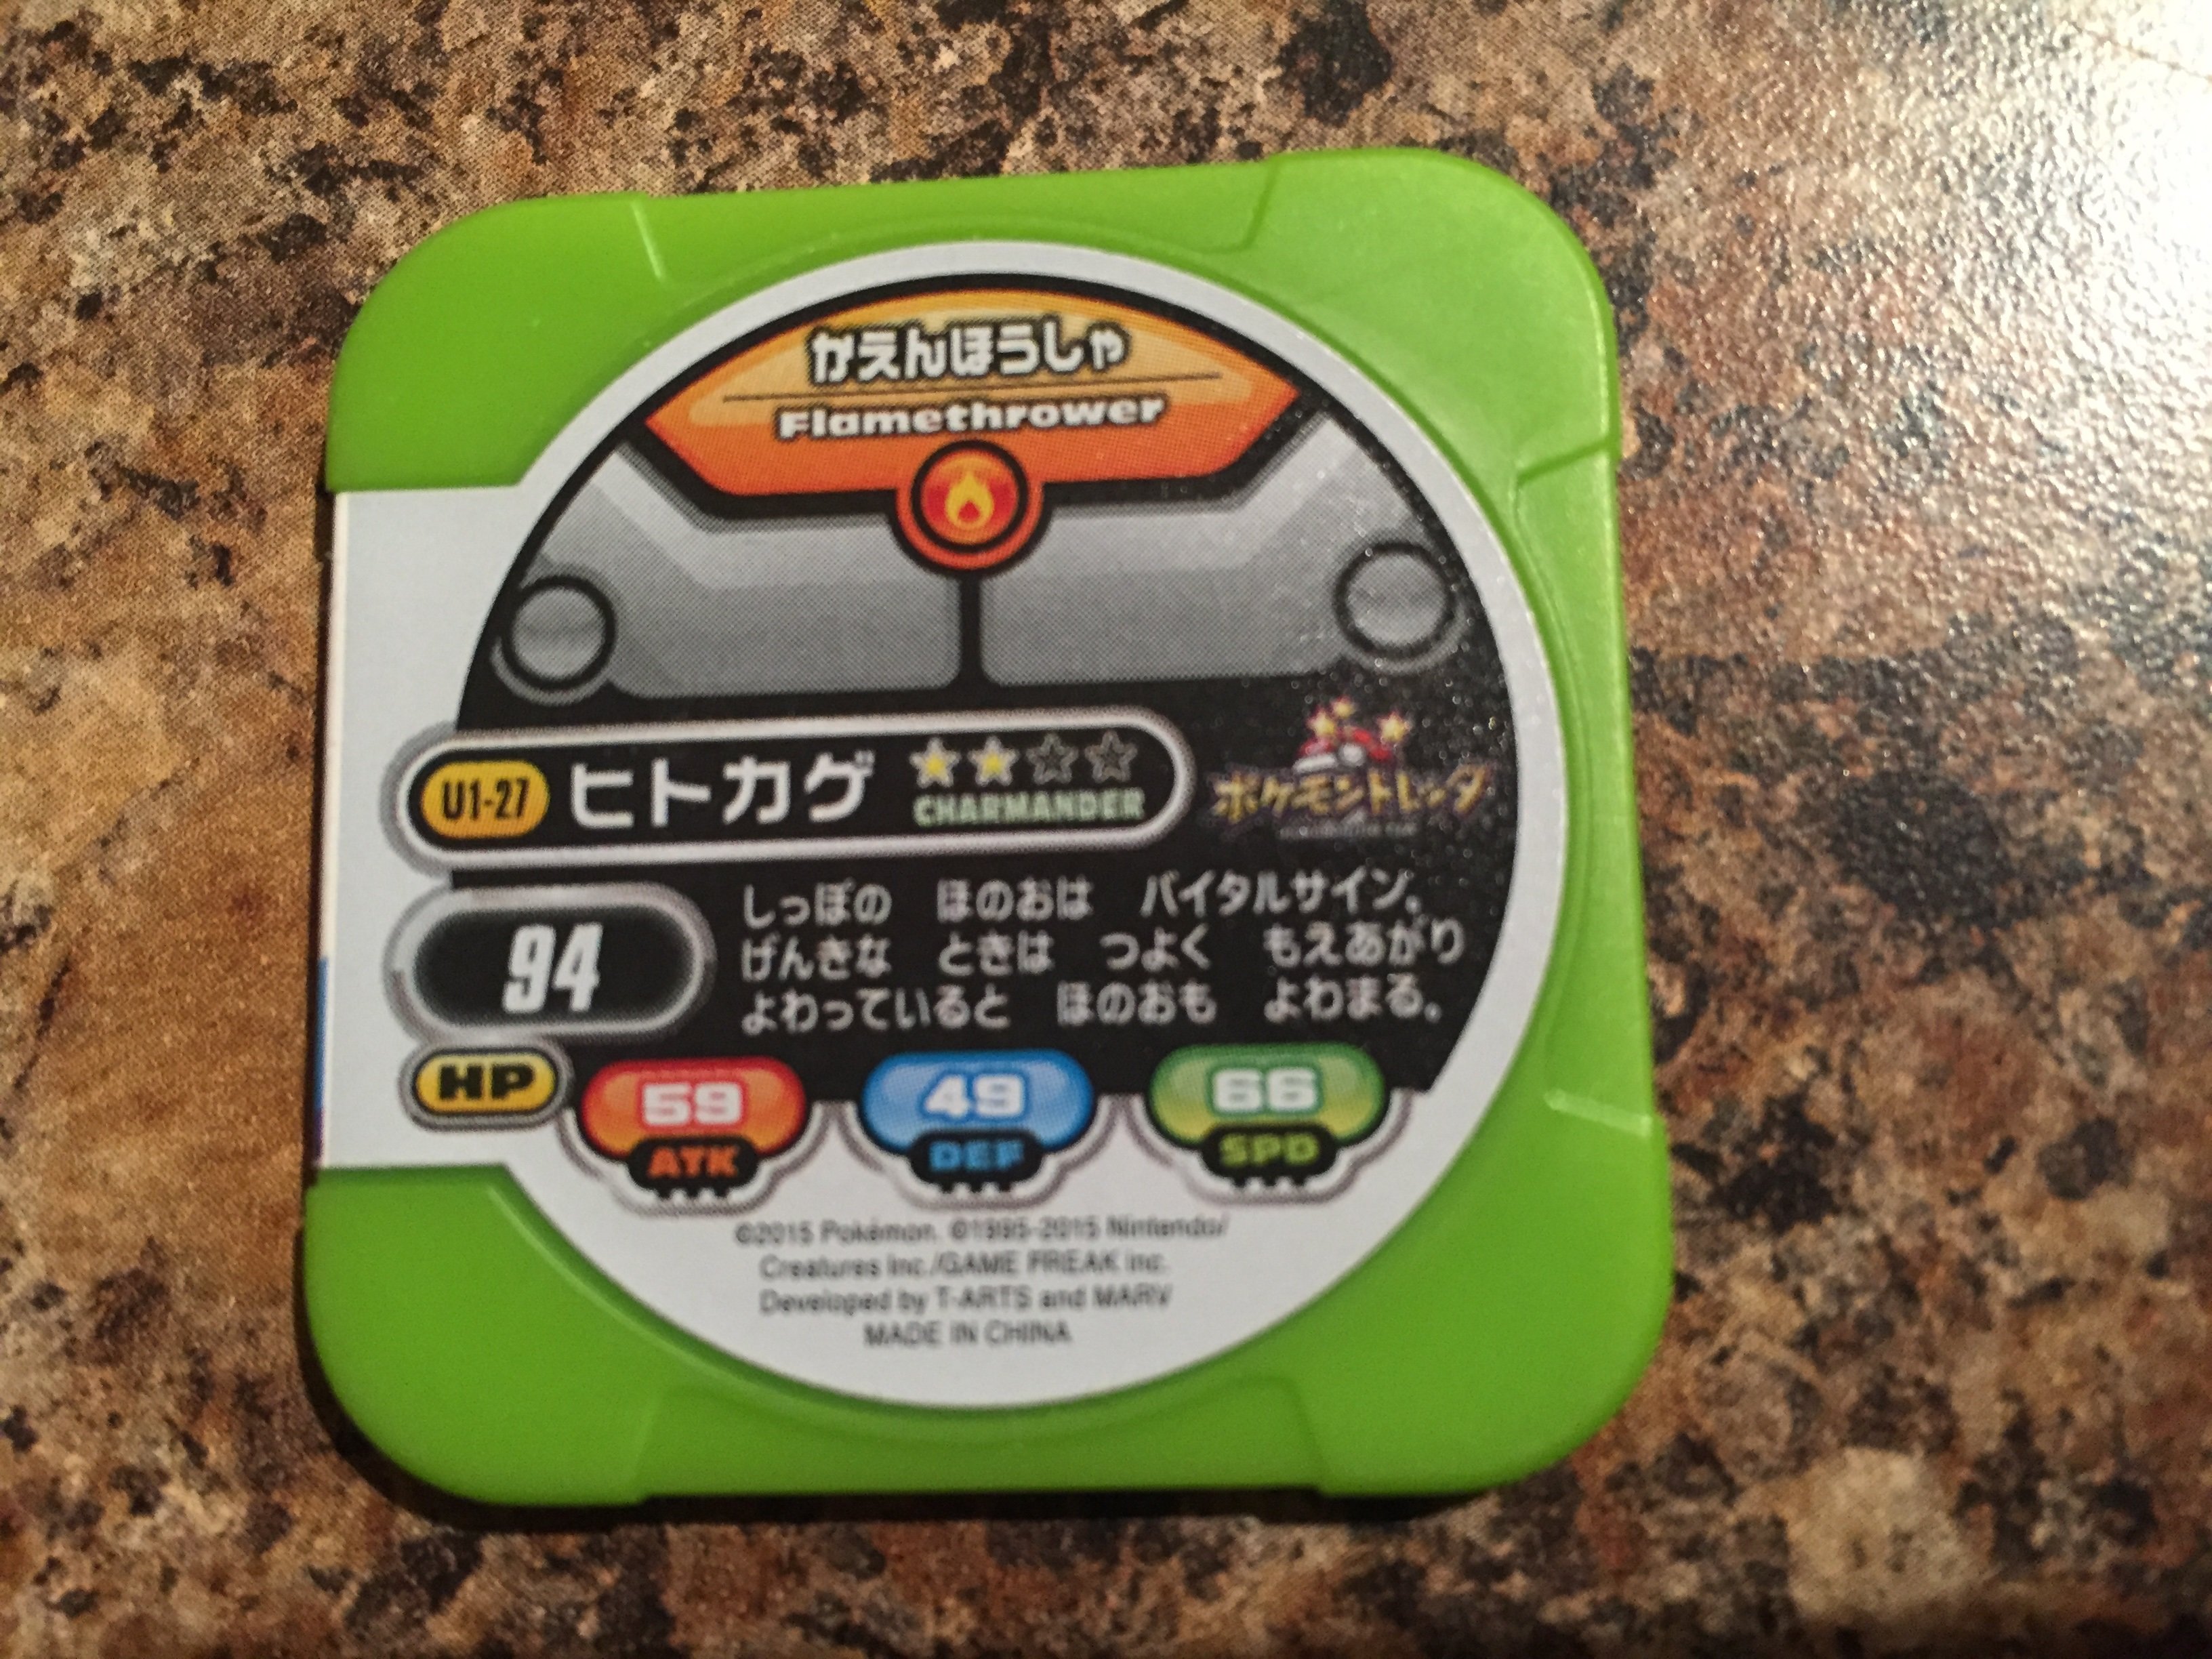 かえんほうしゃ
Flamethrower
U1-27 ヒトカゲ
CHARMANDER
ポケモントレッタ
94
しっぽの ほのおは バイタルサイン。
げんきな ときは つよく もえあがり
よわっていると ほのおも よわまる。
HP
59
ATK
49
DEF
66
SPD
©2015 Pokémon. ©1995-2015 Nintendo/
Creatures Inc./GAME FREAK inc.
Developed by T-ARTS and MARV
MADE IN CHINA